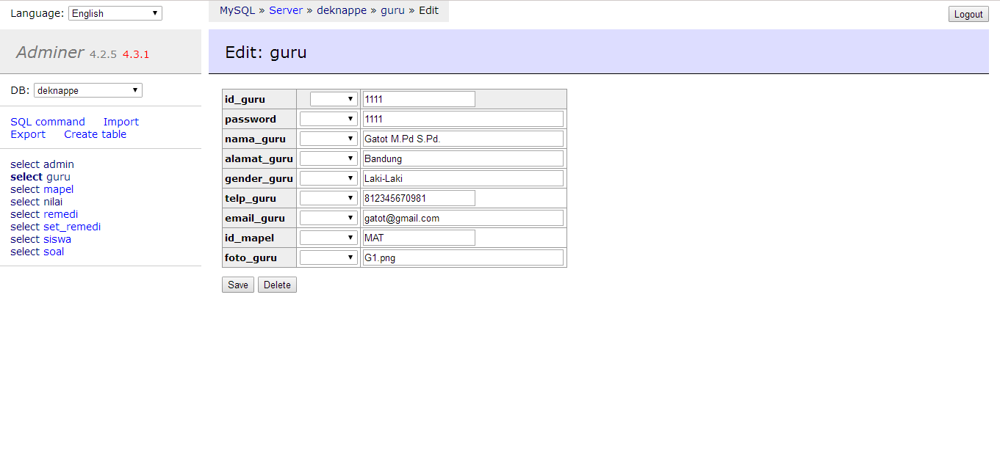 Language: English
MySQL » Server » deknappe » guru » Edit
Logout
Adminer 4.2.5 4.3.1
Edit: guru
DB: deknappe
SQL command Import
Export Create table
select admin
select guru
select mapel
select nilai
select remedi
select set_remedi
select siswa
select soal
id_guru 1111
password 1111
nama_guru Gatot M.Pd S.Pd.
alamat_guru Bandung
gender_guru Laki-Laki
telp_guru 812345670981
email_guru gatot@gmail.com
id_mapel MAT
foto_guru G1.png
Save Delete